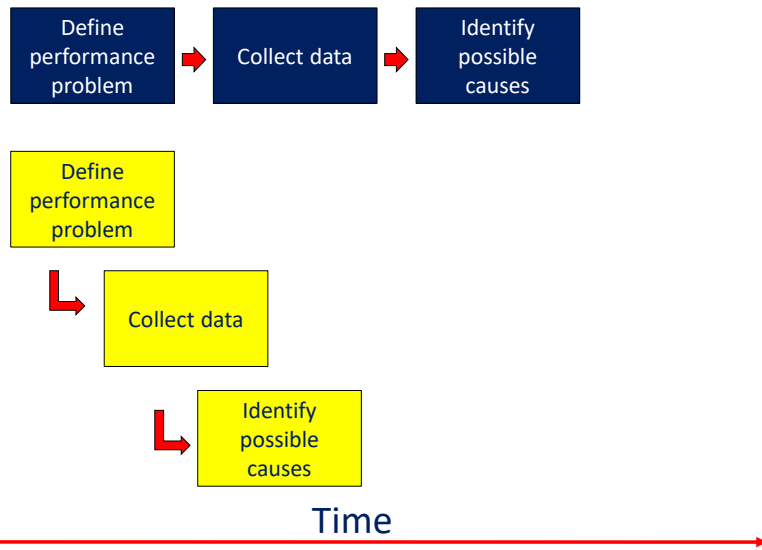 Define
performance
problem
Collect data
Identify
possible
causes
Define
performance
problem
Collect data
Identify
possible
causes
Time